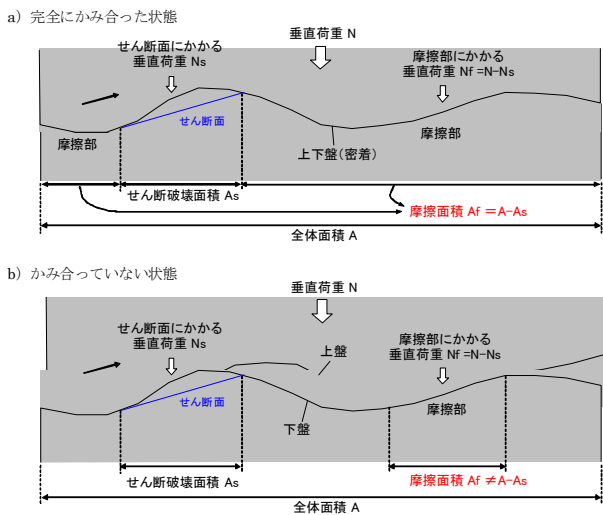 a）完全にかみ合った状態
垂直荷重 N
せん断面にかかる
垂直荷重 Ns
摩擦部にかかる
垂直荷重 Nf =N-Ns
せん断面
摩擦部
摩擦部
上下盤（密着）
せん断破壊面積 As
摩擦面積 Af ＝A-As
全体面積 A
b）かみ合っていない状態
垂直荷重 N
せん断面にかかる
垂直荷重 Ns
上盤
摩擦部にかかる
垂直荷重 Nf=N-Ns
せん断面
摩擦部
下盤
せん断破壊面積 As
摩擦面積 Af ≠A-As
全体面積 A